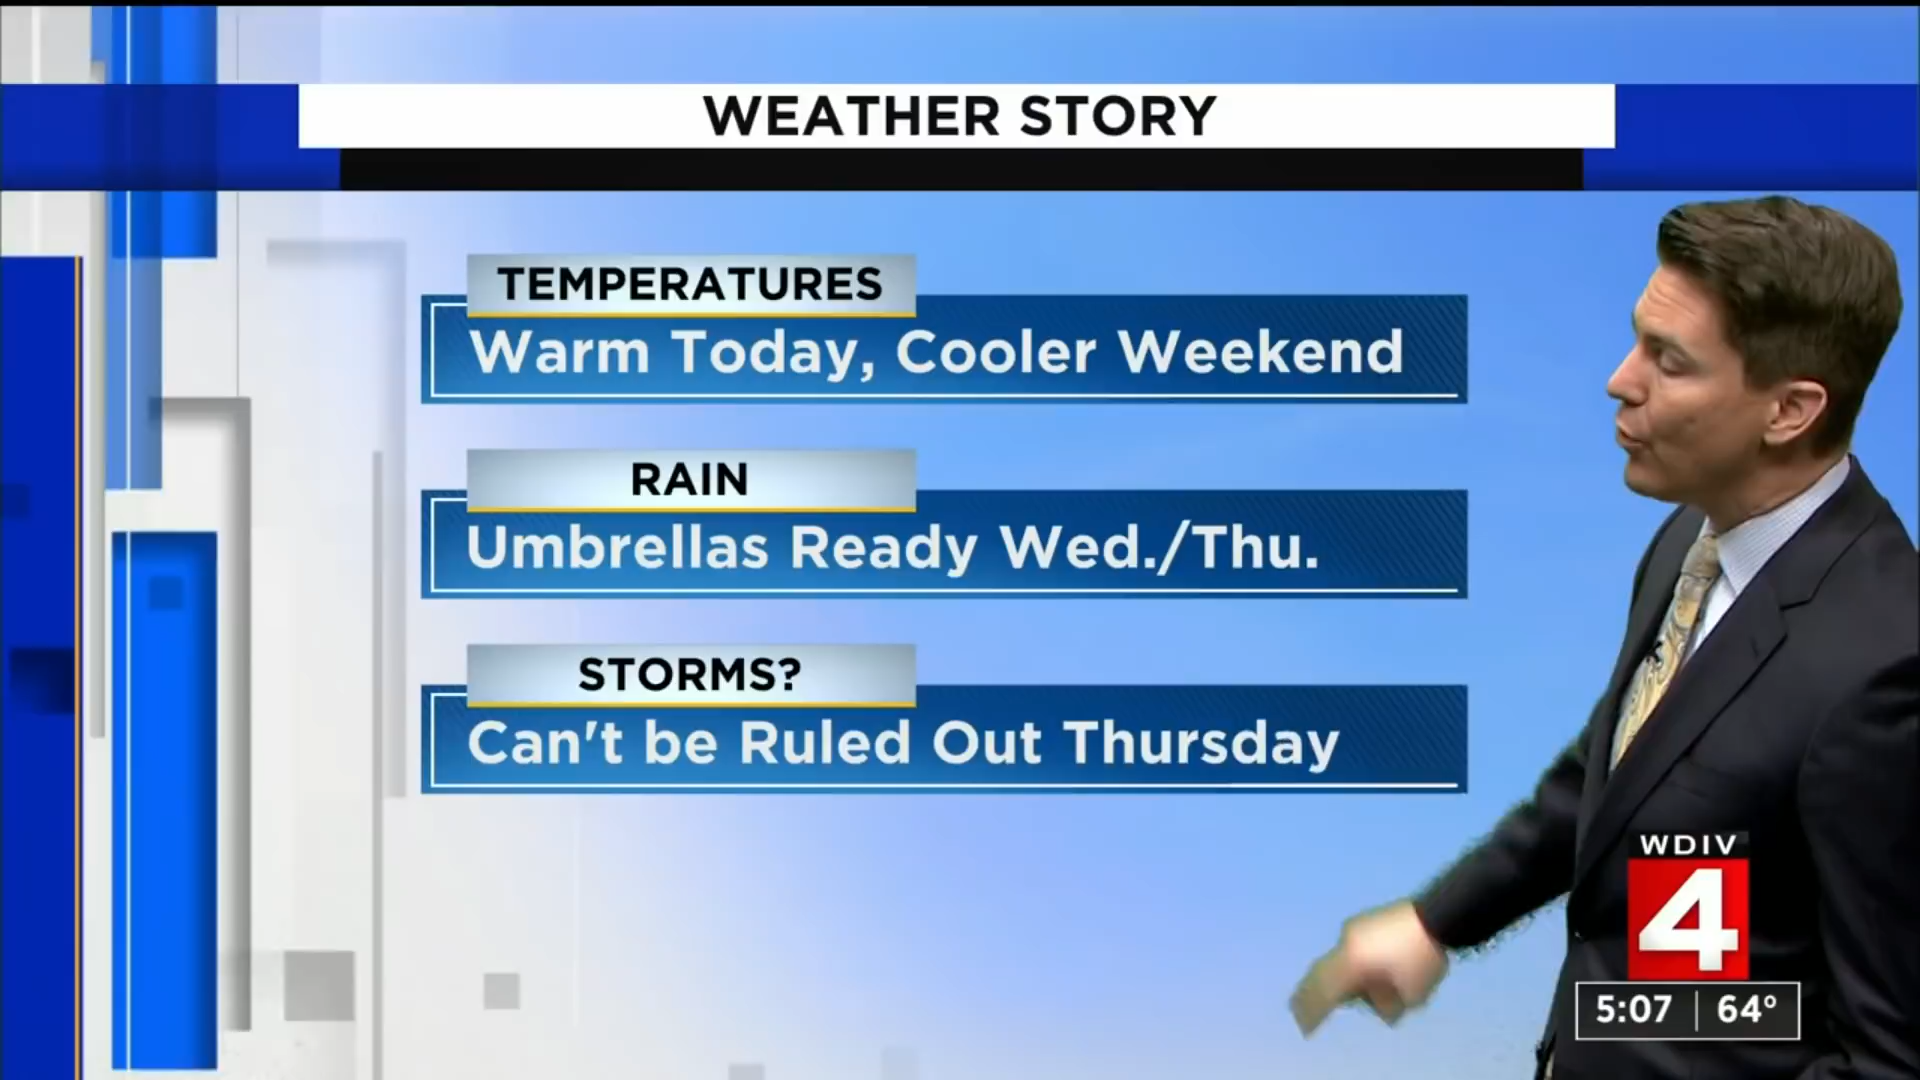 WEATHER STORY
TEMPERATURES
Warm Today, Cooler Weekend
RAIN
Umbrellas Ready Wed./Thu.
STORMS?
Can't be Ruled Out Thursday
WDIV
4
5:07 64°